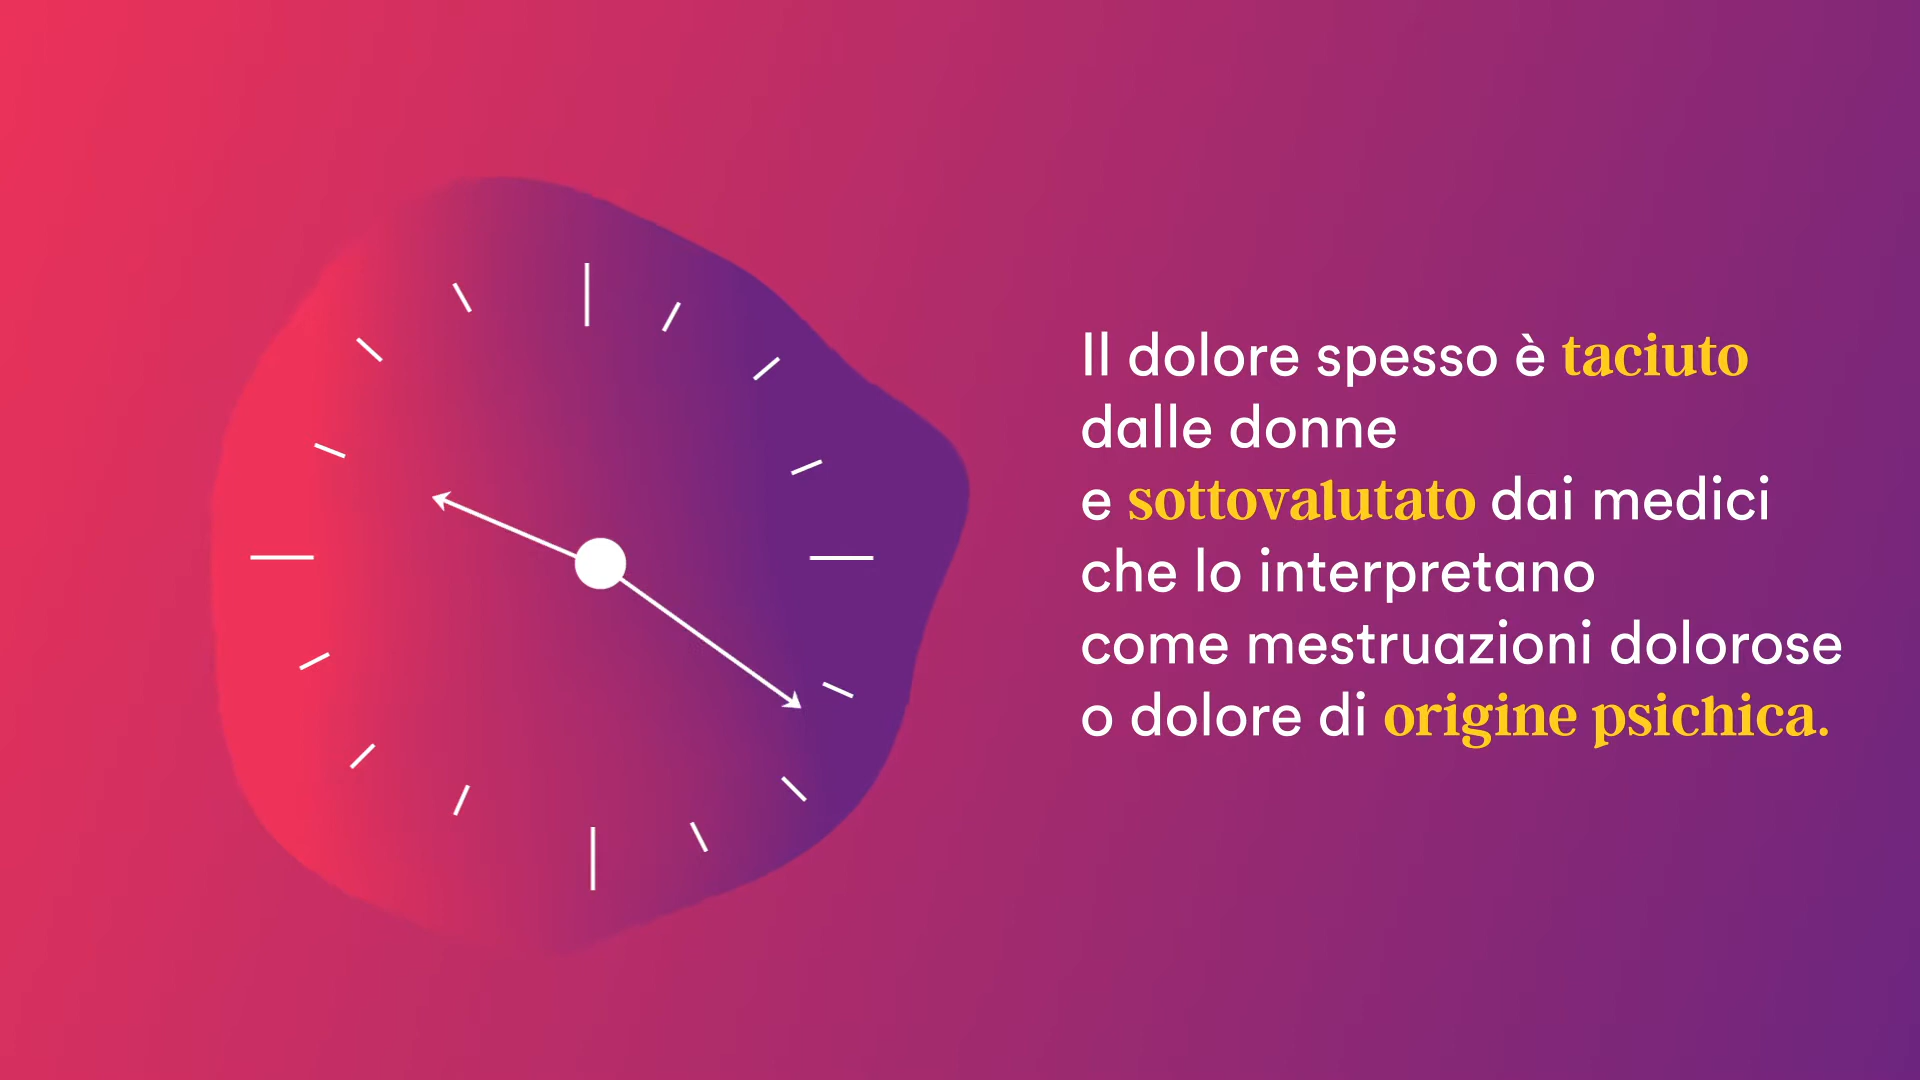 Il dolore spesso è taciuto
dalle donne
e sottovalutato dai medici
che lo interpretano
come mestruazioni dolorose
o dolore di origine psichica.